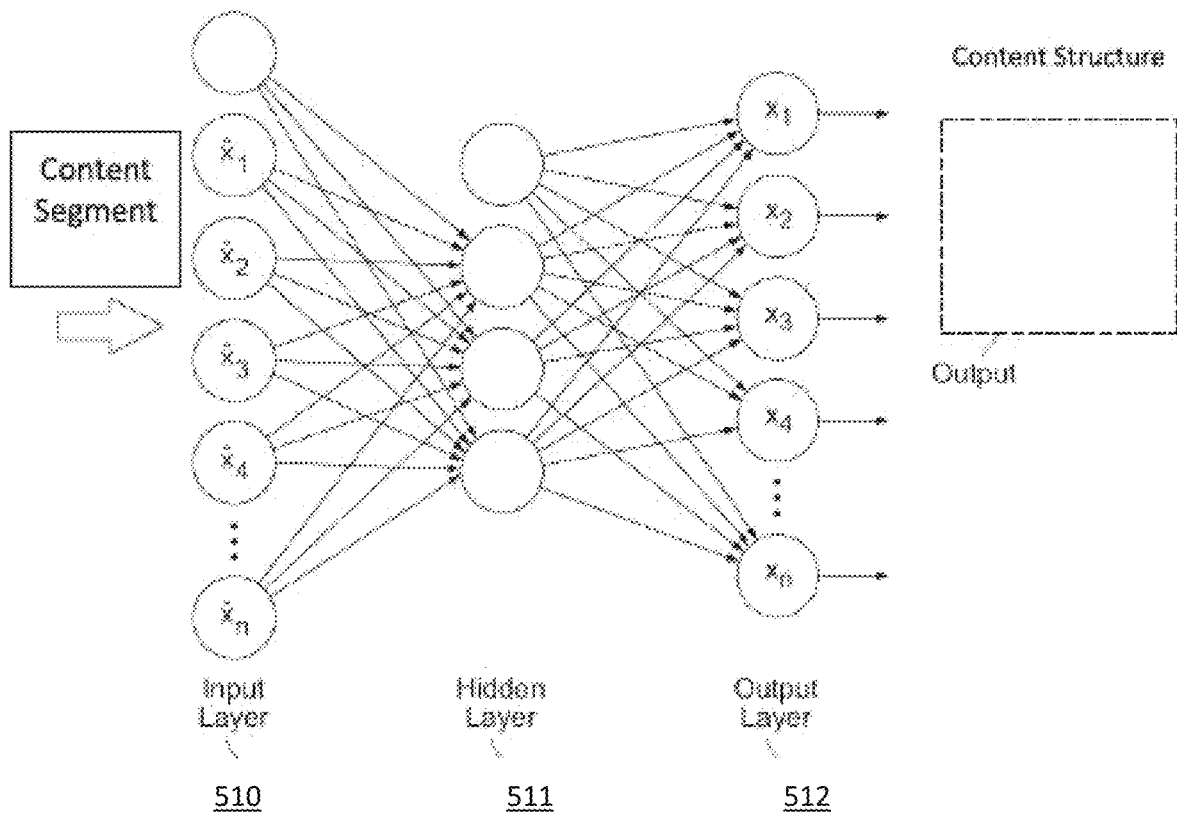 Content
Segment
x̂1
x̂2
x̂3
x̂4
x̂n
x1
x2
x3
x4
xn
Content Structure
Output
Input
Layer
510
Hidden
Layer
511
Output
Layer
512